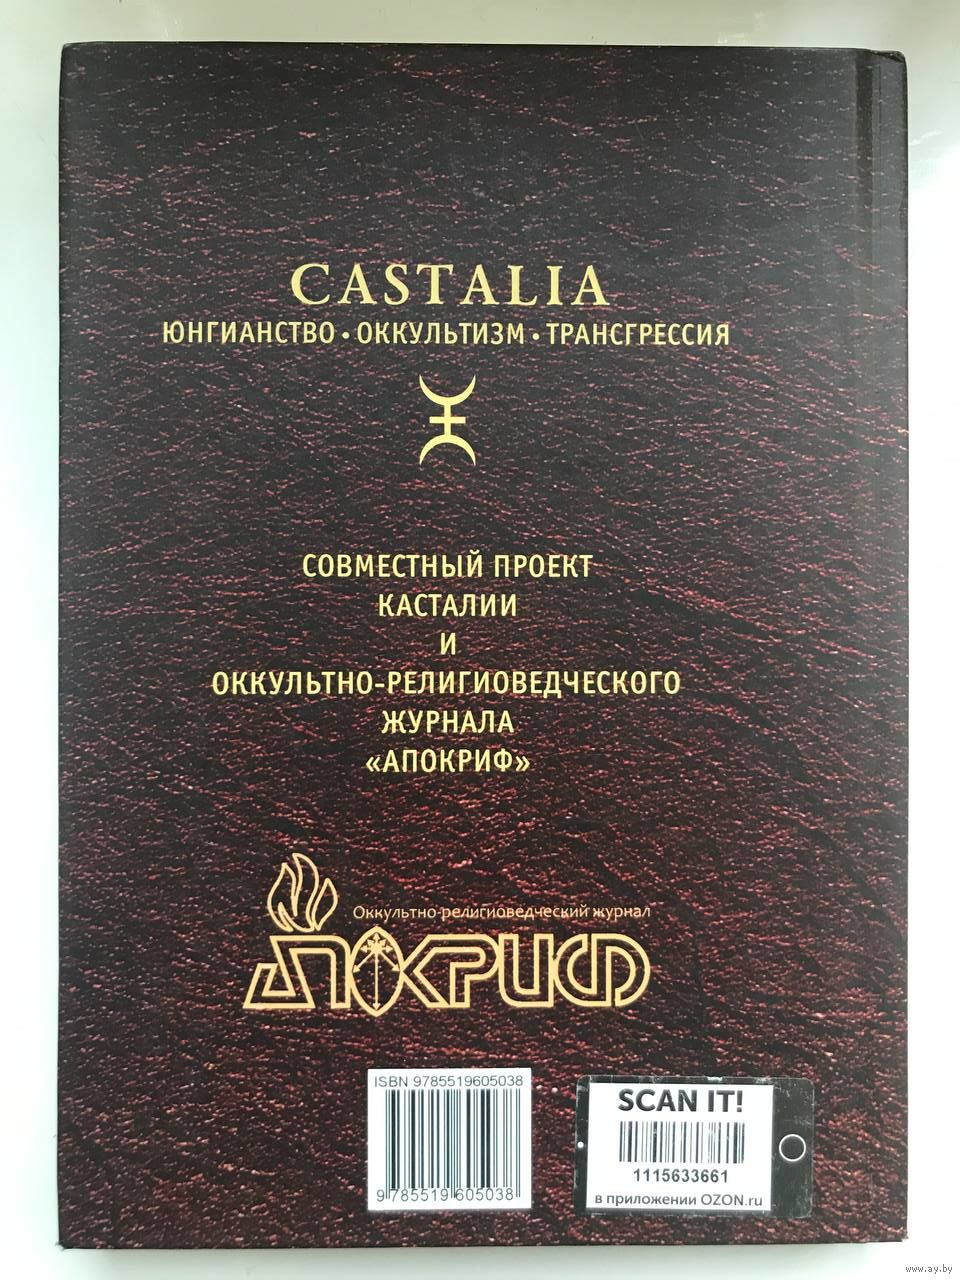 CASTALIA
ЮНГИАНСТВО • ОККУЛЬТИЗМ • ТРАНСГРЕССИЯ
СОВМЕСТНЫЙ ПРОЕКТ
КАСТАЛИИ
И
ОККУЛЬТНО-РЕЛИГИОВЕДЧЕСКОГО
ЖУРНАЛА
«АПОКРИФ»
Оккультно-религиоведческий журнал
АПОКРИФ
ISBN 9785519605038
9 785519 605038
SCAN IT!
1115633661
в приложении OZON.ru
www.ay.by